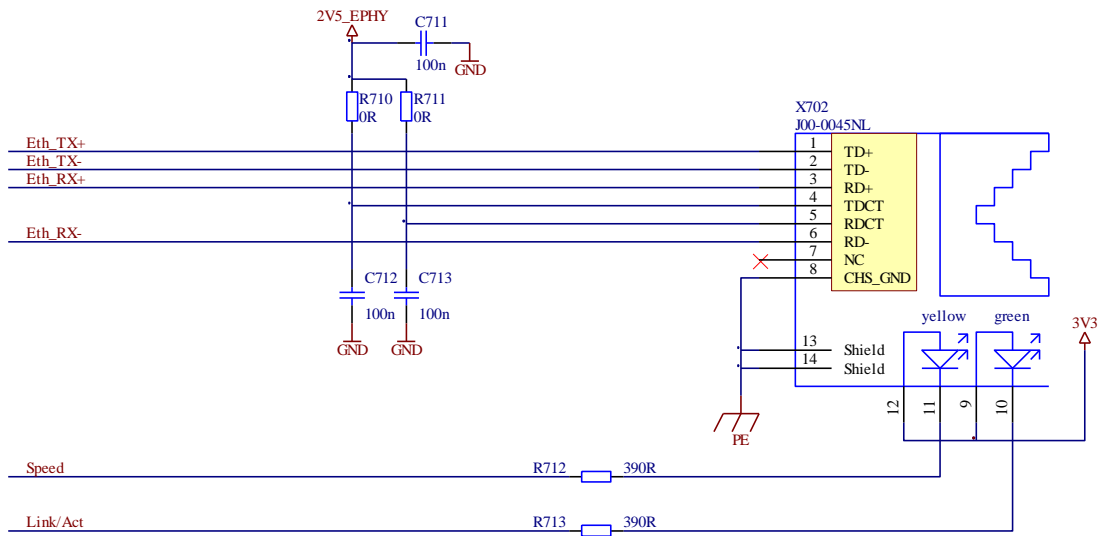 2V5_EPHY
C711
100n
GND
R710
0R
R711
0R
X702
J00-0045NL
Eth_TX+
1
TD+
Eth_TX-
2
TD-
Eth_RX+
3
RD+
4
TDCT
5
RDCT
Eth_RX-
6
RD-
7
NC
8
CHS_GND
C712
100n
C713
100n
GND
GND
yellow
green
3V3
13
Shield
14
Shield
12
11
9
10
PE
Speed
R712
390R
Link/Act
R713
390R